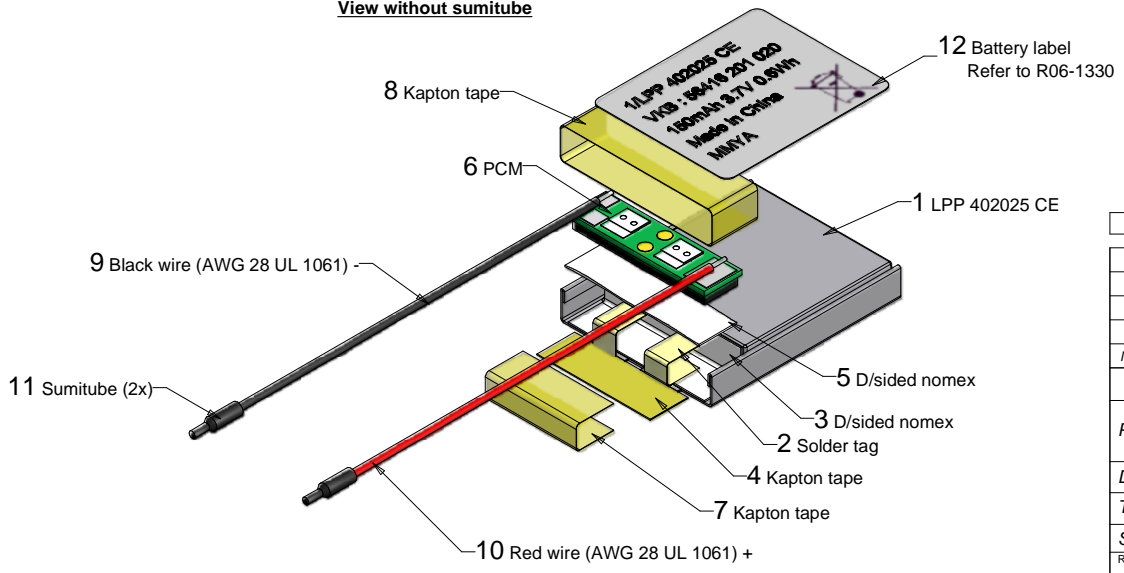 View without sumitube
12 Battery label
Refer to R06-1330
1/LPP 402025 CE
VKB : 56416 201 020
150mAh 3.7V 0.6Wh
Made in China
MMYA
8 Kapton tape
6 PCM
1 LPP 402025 CE
9 Black wire (AWG 28 UL 1061) -
11 Sumitube (2x)
5 D/sided nomex
3 D/sided nomex
2 Solder tag
4 Kapton tape
7 Kapton tape
10 Red wire (AWG 28 UL 1061) +